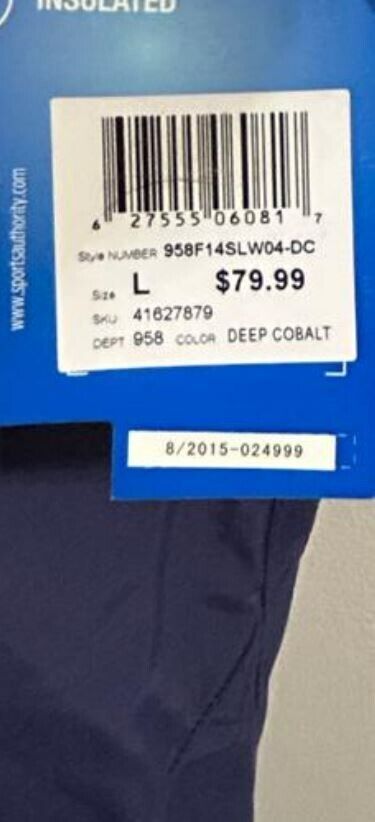 INSULATED
www.sportsauthority.com
6 27555 06081 7
Style NUMBER 958F14SLW04-DC
Size L $79.99
SKU 41627879
DEPT 958 COLOR DEEP COBALT
8/2015-024999